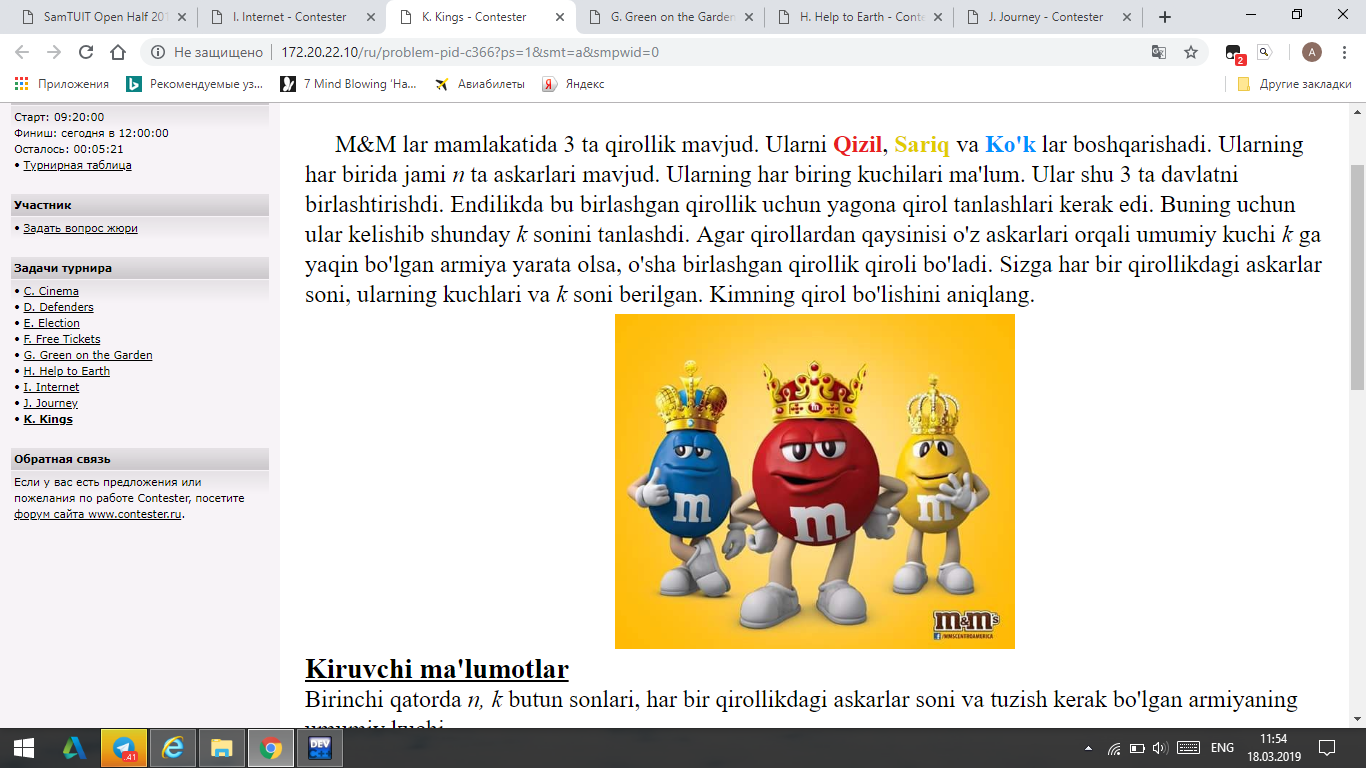 SamTUIT Open Half 201
I. Internet - Contester
K. Kings - Contester
G. Green on the Garden
H. Help to Earth - Conte
J. Journey - Contester
Не защищено
172.20.22.10/ru/problem-pid-c366?ps=1&smt=a&smpwid=0
A
2
Приложения
Рекомендуемые уз...
7 Mind Blowing 'Ha...
Авиабилеты
Яндекс
Другие закладки
Старт: 09:20:00
Финиш: сегодня в 12:00:00
Осталось: 00:05:21
• Турнирная таблица
Участник
• Задать вопрос жюри
Задачи турнира
• C. Cinema
• D. Defenders
• E. Election
• F. Free Tickets
• G. Green on the Garden
• H. Help to Earth
• I. Internet
• J. Journey
• K. Kings
Обратная связь
Если у вас есть предложения или
пожелания по работе Contester, посетите
форум сайта www.contester.ru.
M&M lar mamlakatida 3 ta qirollik mavjud. Ularni Qizil, Sariq va Ko'k lar boshqarishadi. Ularning
har birida jami n ta askarlari mavjud. Ularning har biring kuchilari ma'lum. Ular shu 3 ta davlatni
birlashtirishdi. Endilikda bu birlashgan qirollik uchun yagona qirol tanlashlari kerak edi. Buning uchun
ular kelishib shunday k sonini tanlashdi. Agar qirollardan qaysinisi o'z askarlari orqali umumiy kuchi k ga
yaqin bo'lgan armiya yarata olsa, o'sha birlashgan qirollik qiroli bo'ladi. Sizga har bir qirollikdagi askarlar
soni, ularning kuchlari va k soni berilgan. Kimning qirol bo'lishini aniqlang.
m
m
m
m
m&m's
/MMSCENTROAMERICA
Kiruvchi ma'lumotlar
Birinchi qatorda n, k butun sonlari, har bir qirollikdagi askarlar soni va tuzish kerak bo'lgan armiyaning
umumiy kuchi
41
DEV
ENG
11:54
18.03.2019